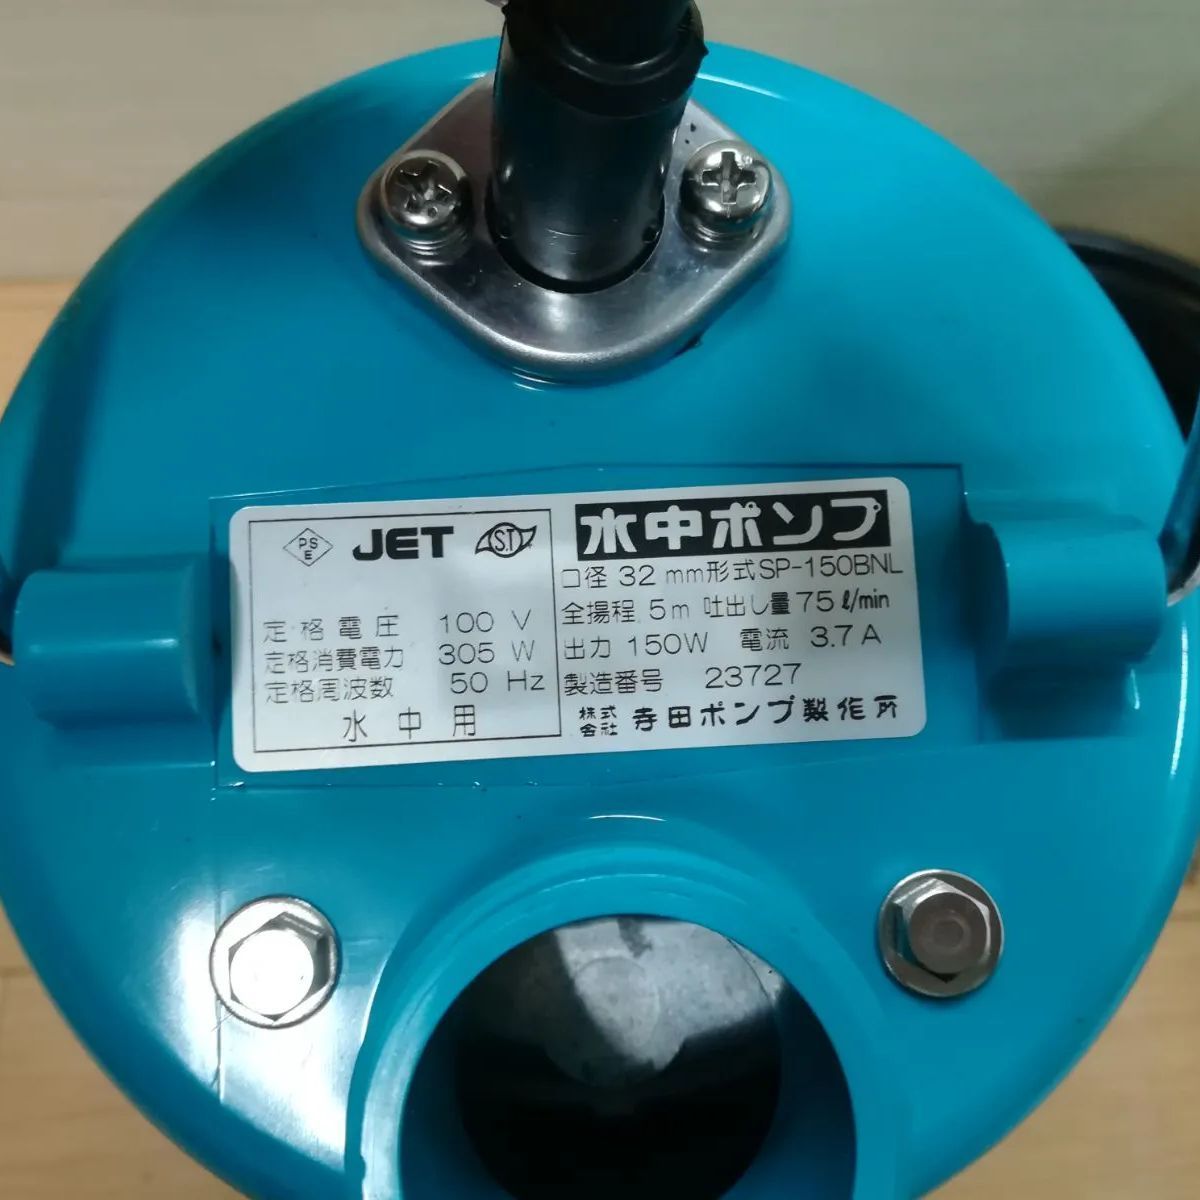 PSE JET S.T.
定格電圧 100 V
定格消費電力 305 W
定格周波数 50 Hz
水中用
水中ポンプ
口径 32 mm 形式 SP-150BNL
全揚程 5m 吐出し量 75 ℓ/min
出力 150W 電流 3.7A
製造番号 23727
株式会社 寺田ポンプ製作所